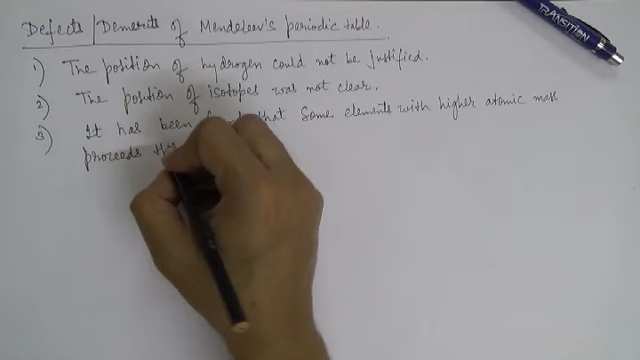 Defects/Demerits of Mendeleev's periodic table.
1) The position of hydrogen could not be justified.
2) The position of isotopes was not clear.
3) It has been that Some elements with higher atomic mass
proceeds
TRANSITION